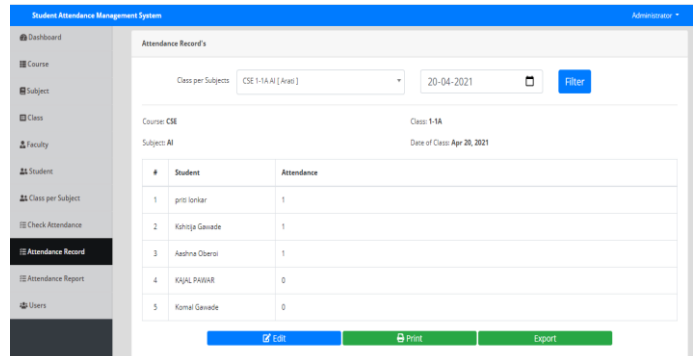 Student Attendance Management System
Administrator
Dashboard
Course
Subject
Class
Faculty
Student
Class per Subject
Check Attendance
Attendance Record
Attendance Report
Users
Attendance Record's
Class per Subjects CSE 1-1A AI [ Arati ] 20-04-2021 Filter
Course: CSE Class: 1-1A
Subject: AI Date of Class: Apr 20, 2021
# Student Attendance
1 priti lonkar 1
2 Kshitija Gawade 1
3 Aashna Oberoi 1
4 KAJAL PAWAR 0
5 Komal Gawade 0
Edit Print Export